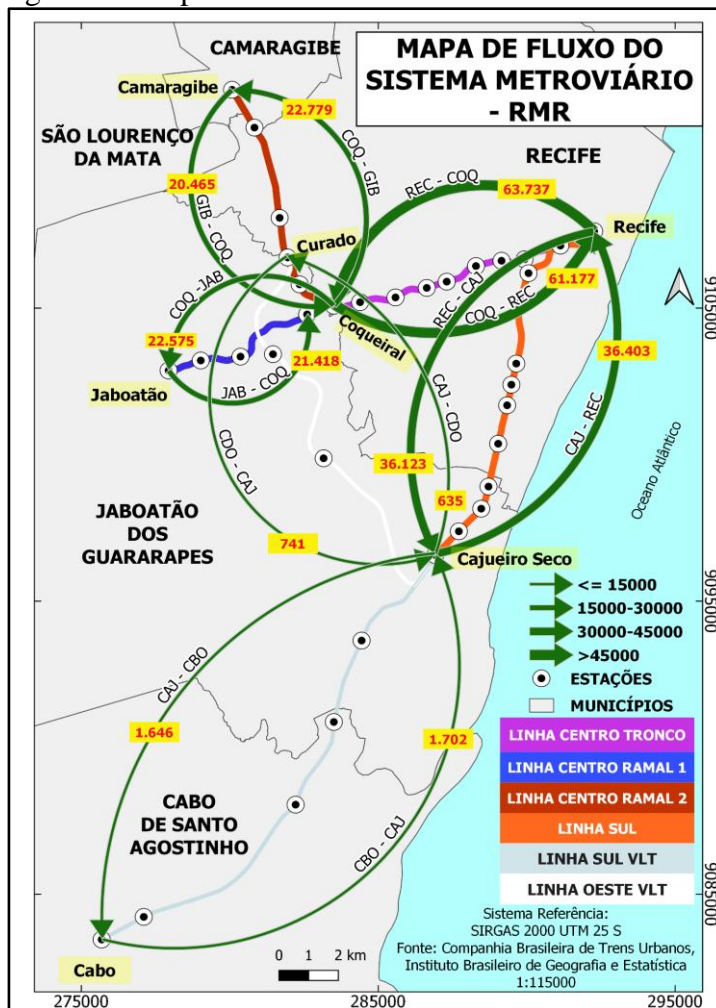 CAMARAGIBE
MAPA DE FLUXO DO
SISTEMA METROVIÁRIO
- RMR
Camaragibe
22.779
SÃO LOURENÇO
DA MATA
RECIFE
COQ - GIB
REC - COQ
63.737
20.465
GIB - COQ
Curado
Recife
COQ - JAB
REC - CAJ
COQ - REC
61.177
9105000
22.575
Coqueiral
21.418
36.403
Jaboatão
JAB - COQ
CAJ - CDO
CAJ - REC
CDO - CAJ
36.123
635
Oceano Atlântico
JABOATÃO
DOS
GUARARAPES
741
Cajueiro Seco
<= 15000
9095000
15000-30000
30000-45000
>45000
CAJ - CBO
ESTAÇÕES
MUNICÍPIOS
1.646
1.702
LINHA CENTRO TRONCO
LINHA CENTRO RAMAL 1
LINHA CENTRO RAMAL 2
CABO
DE SANTO
AGOSTINHO
LINHA SUL
CBO - CAJ
LINHA SUL VLT
LINHA OESTE VLT
9085000
Sistema Referência:
SIRGAS 2000 UTM 25 S
Fonte: Companhia Brasileira de Trens Urbanos,
Instituto Brasileiro de Geografia e Estatística
1:115000
Cabo
0 1 2 km
275000 285000 295000